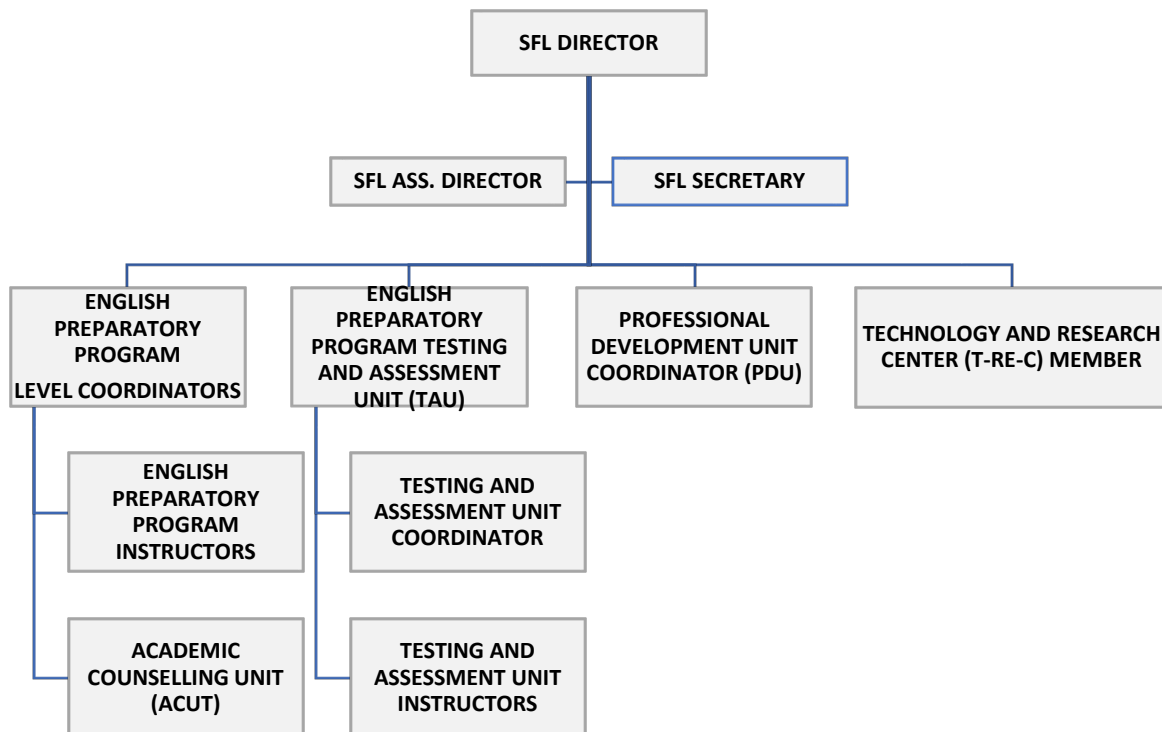 SFL DIRECTOR
SFL ASS. DIRECTOR
SFL SECRETARY
ENGLISH
PREPARATORY
PROGRAM
LEVEL COORDINATORS
ENGLISH
PREPARATORY
PROGRAM TESTING
AND ASSESSMENT
UNIT (TAU)
PROFESSIONAL
DEVELOPMENT UNIT
COORDINATOR (PDU)
TECHNOLOGY AND RESEARCH
CENTER (T-RE-C) MEMBER
ENGLISH
PREPARATORY
PROGRAM
INSTRUCTORS
TESTING AND
ASSESSMENT UNIT
COORDINATOR
ACADEMIC
COUNSELLING UNIT
(ACUT)
TESTING AND
ASSESSMENT UNIT
INSTRUCTORS